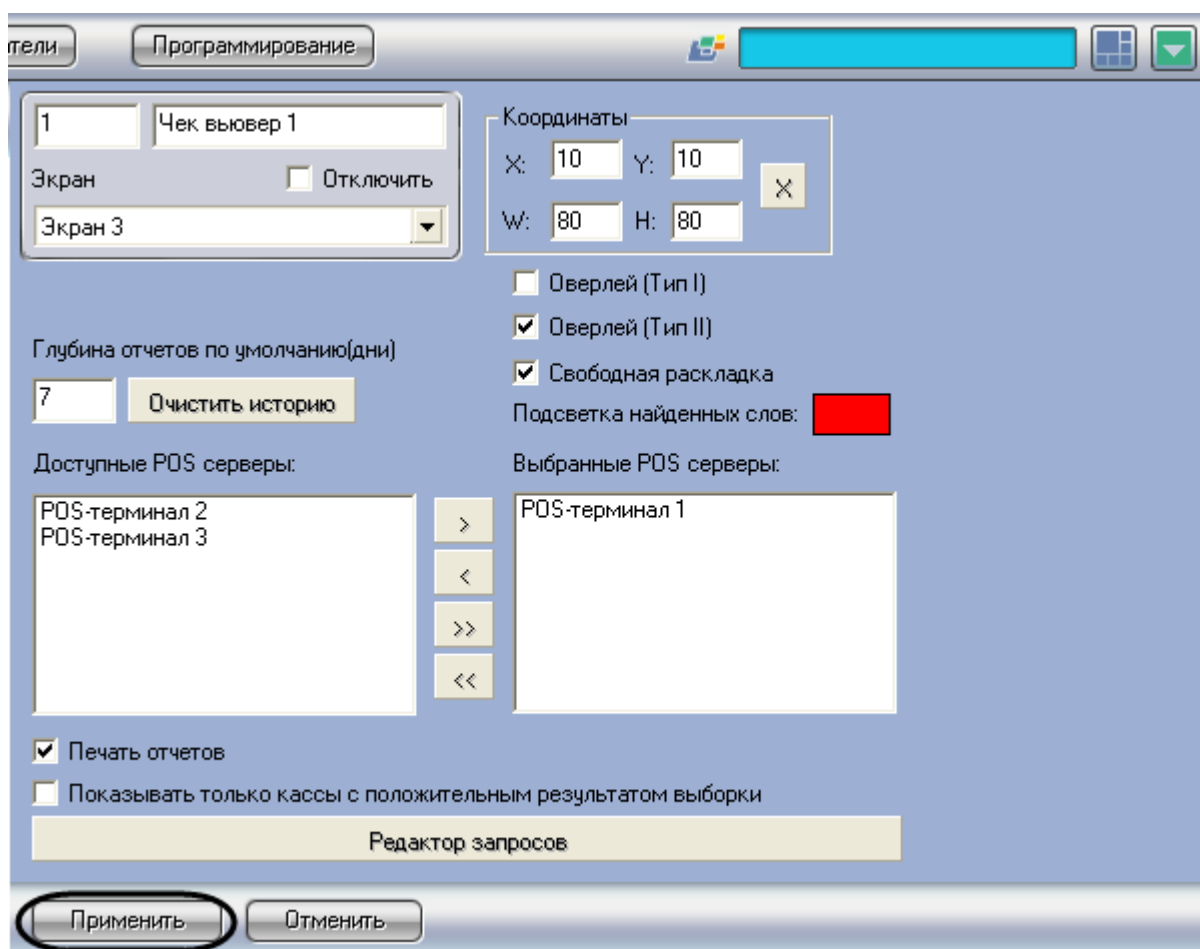 атели Программирование
1 Чек вьювер 1
Экран Отключить
Экран 3
Координаты
X: 10 Y: 10
X
W: 80 H: 80
Оверлей (Тип I)
Оверлей (Тип II)
Свободная раскладка
Подсветка найденных слов:
Глубина отчетов по умолчанию(дни)
7 Очистить историю
Доступные POS серверы:
POS-терминал 2
POS-терминал 3
>
<
>>
<<
Выбранные POS серверы:
POS-терминал 1
Печать отчетов
Показывать только кассы с положительным результатом выборки
Редактор запросов
Применить Отменить